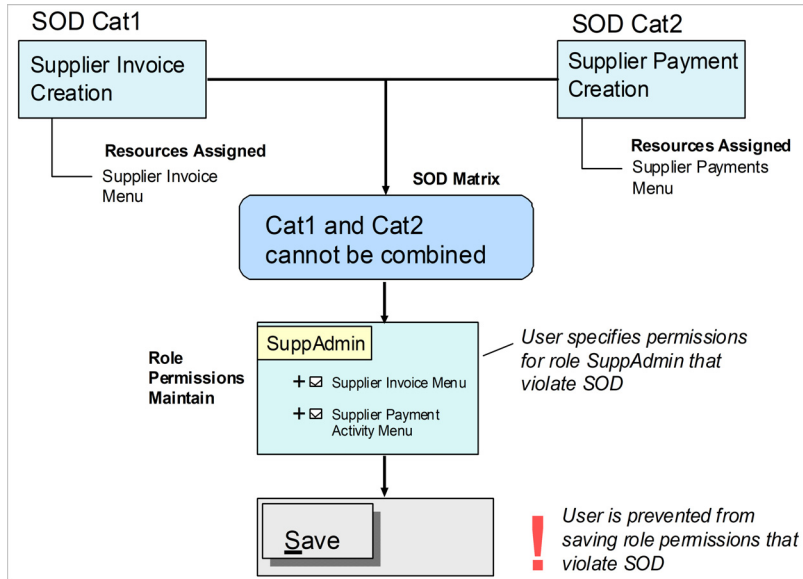 SOD Cat1
SOD Cat2
Supplier Invoice
Creation
Supplier Payment
Creation
Resources Assigned
Supplier Invoice
Menu
Resources Assigned
Supplier Payments
Menu
SOD Matrix
Cat1 and Cat2
cannot be combined
Role
Permissions
Maintain
SuppAdmin
+ Supplier Invoice Menu
+ Supplier Payment
Activity Menu
User specifies permissions
for role SuppAdmin that
violate SOD
Save
!
User is prevented from
saving role permissions that
violate SOD